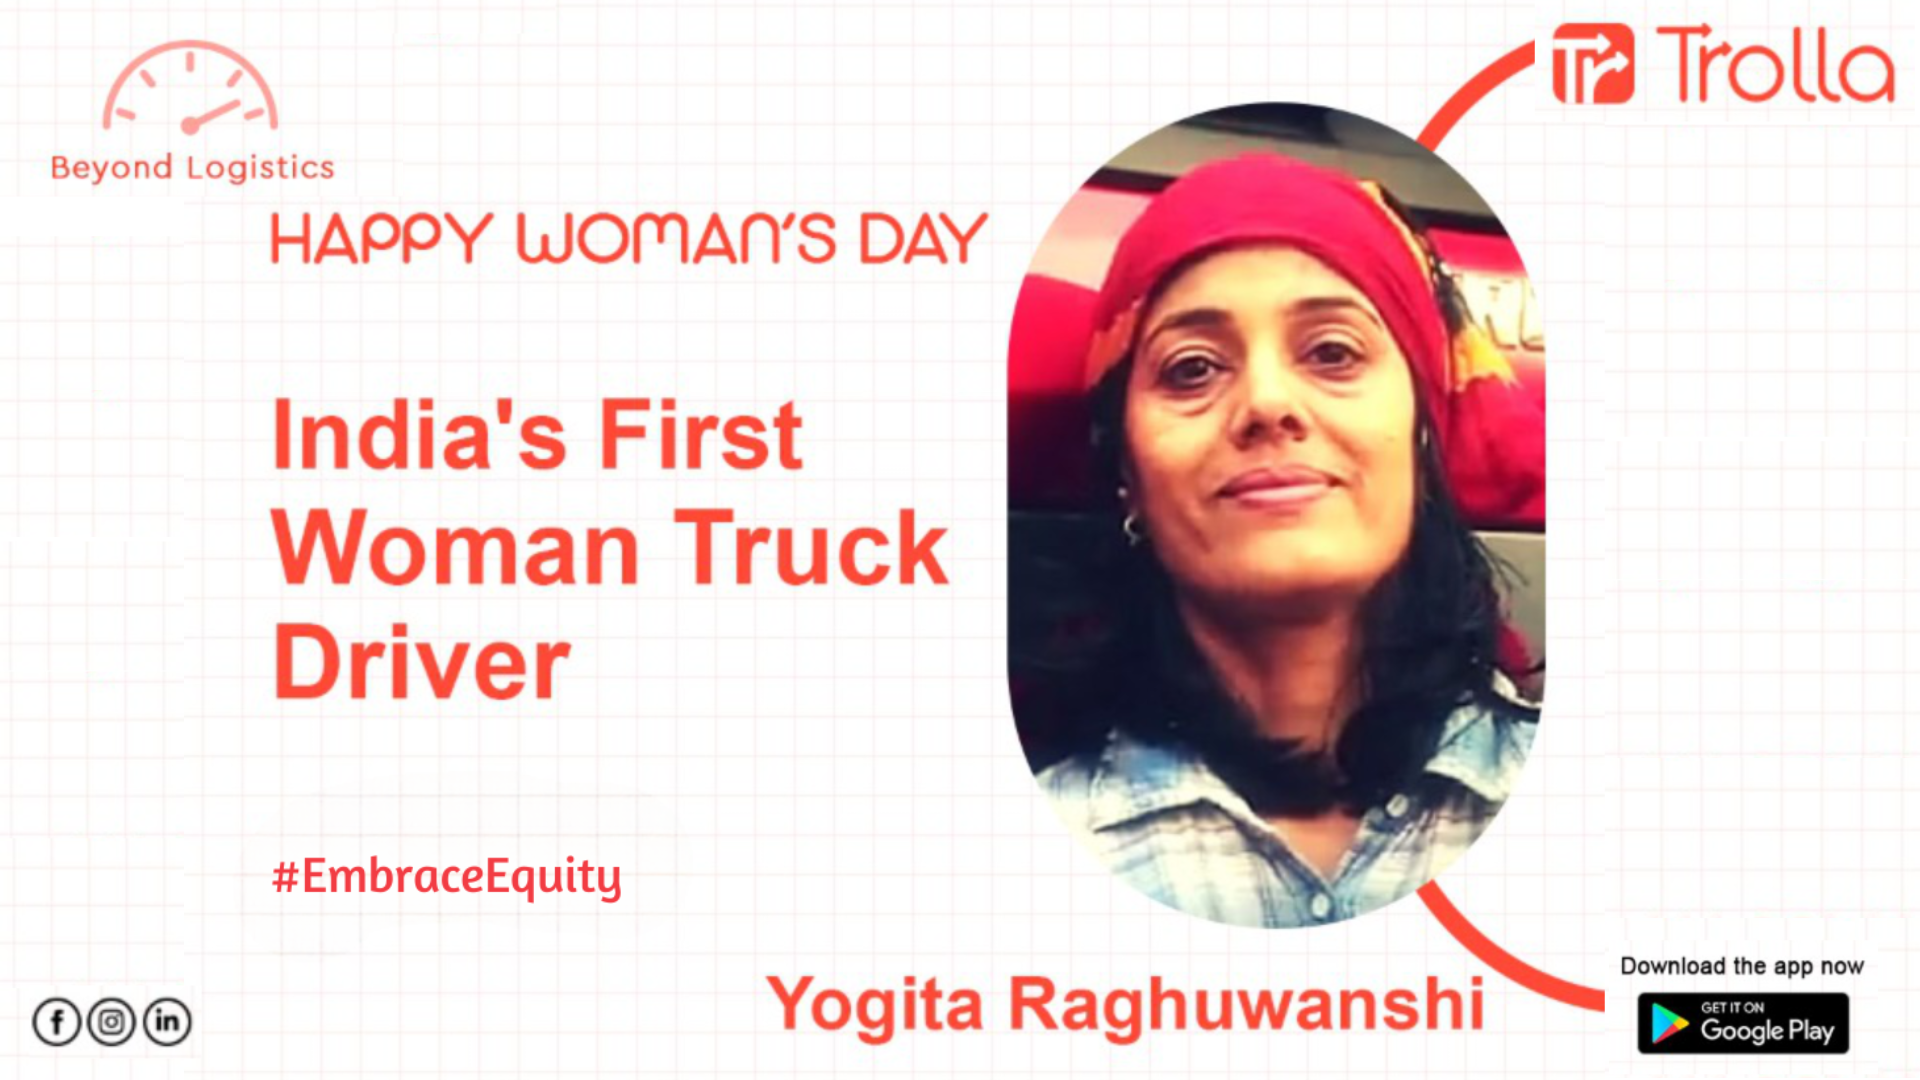 Trolla
Beyond Logistics
HAPPY WOMAN'S DAY
India's First
Woman Truck
Driver
#EmbraceEquity
Yogita Raghuwanshi
Download the app now
GET IT ON
Google Play
f
in